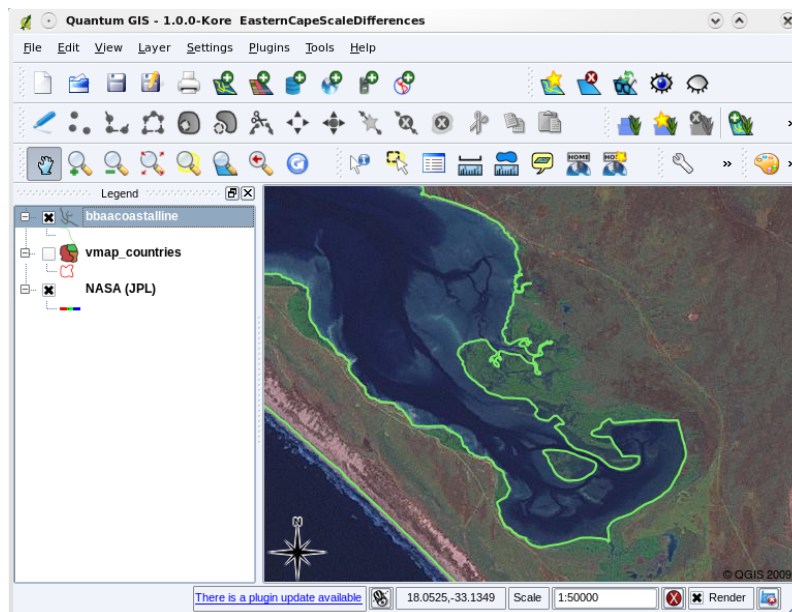 Quantum GIS - 1.0.0-Kore EasternCapeScaleDifferences
File Edit View Layer Settings Plugins Tools Help
HOME
Legend
bbaacoastalline
vmap_countries
NASA (JPL)
N
© QGIS 2009
There is a plugin update available 18.0525,-33.1349 Scale 1:50000 Render